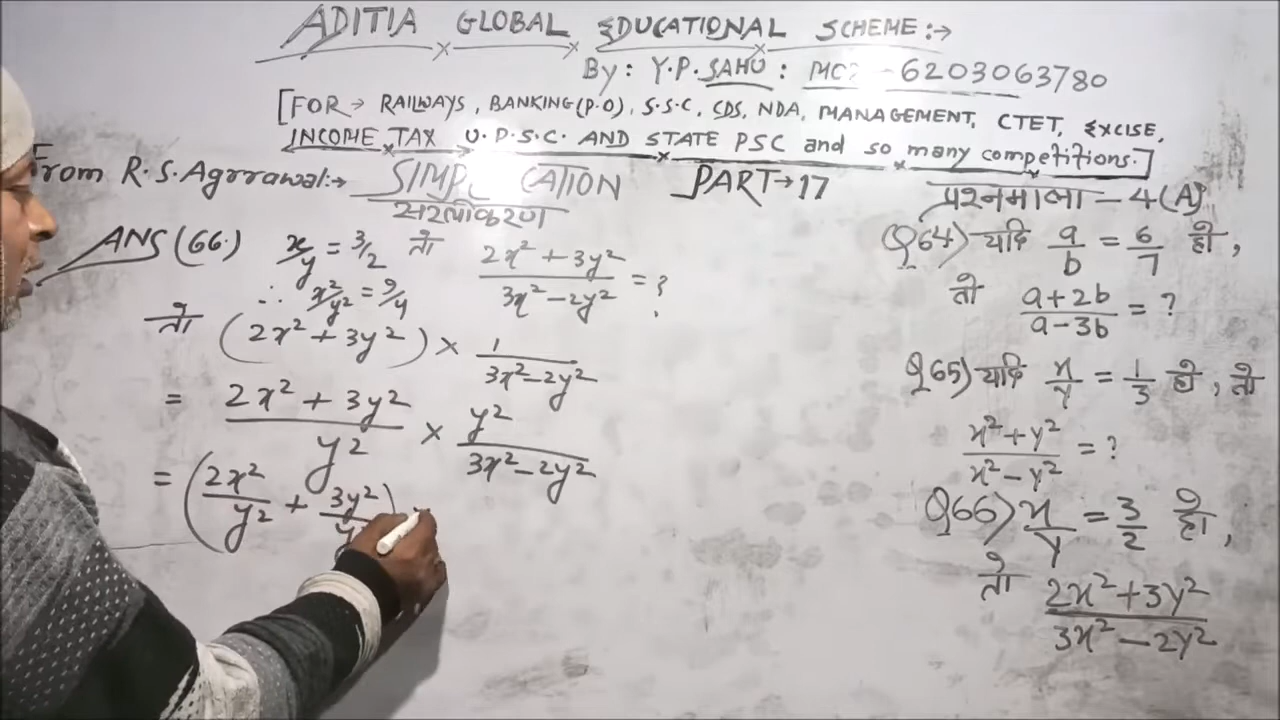 ADITIA GLOBAL EDUCATIONAL SCHEME:→
By: Y.P. SAHU: MO: - 6203063780
[FOR→ RAILWAYS, BANKING(P.O), S.S.C, CDS, NDA, MANAGEMENT, CTET, EXCISE,
INCOME TAX U.P.S.C. AND STATE PSC and so many competitions.]
From R.S. Agrrawal:→ PART→17
सरलीकरण
प्रश्नमाला - 4(A)
ANS (66.) x/y = 3/2 तो (2x² + 3y²)/(3x² - 2y²) = ?
∴ x²/y² = 9/4
तो (2x² + 3y²) × 1/(3x² - 2y²)
= (2x² + 3y²)/y² × y²/(3x² - 2y²)
= (2x²/y² + 3y²/
Q64) यदि a/b = 6/7 हो,
तो (a+2b)/(a-3b) = ?
Q65) यदि x/y = 1/3 हो, तो
(x²+y²)/(x²-y²) = ?
Q66) x/y = 3/2 हो,
तो (2x²+3y²)/(3x²-2y²)